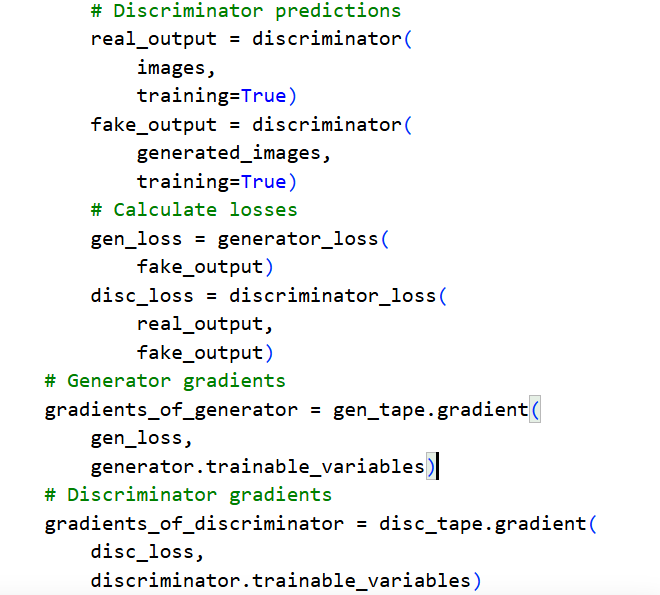 # Discriminator predictions
real_output = discriminator(
images,
training=True)
fake_output = discriminator(
generated_images,
training=True)
# Calculate losses
gen_loss = generator_loss(
fake_output)
disc_loss = discriminator_loss(
real_output,
fake_output)
# Generator gradients
gradients_of_generator = gen_tape.gradient(
gen_loss,
generator.trainable_variables)
# Discriminator gradients
gradients_of_discriminator = disc_tape.gradient(
disc_loss,
discriminator.trainable_variables)